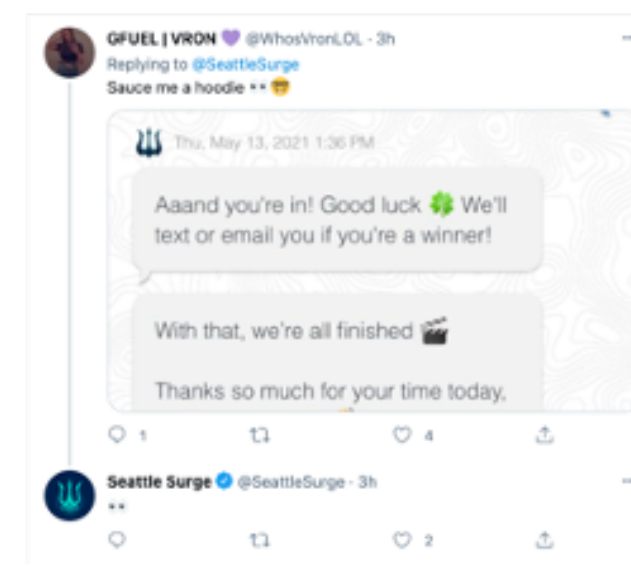 GFUEL | VRON 💜 @WhosVronLOL · 3h
Replying to @SeattleSurge
Sauce me a hoodie 👀🤠
Thu, May 13, 2021 1:36 PM
Aaand you're in! Good luck 🍀 We'll
text or email you if you're a winner!
With that, we're all finished 🎬
Thanks so much for your time today,
1
4
Seattle Surge @SeattleSurge · 3h
👀
2